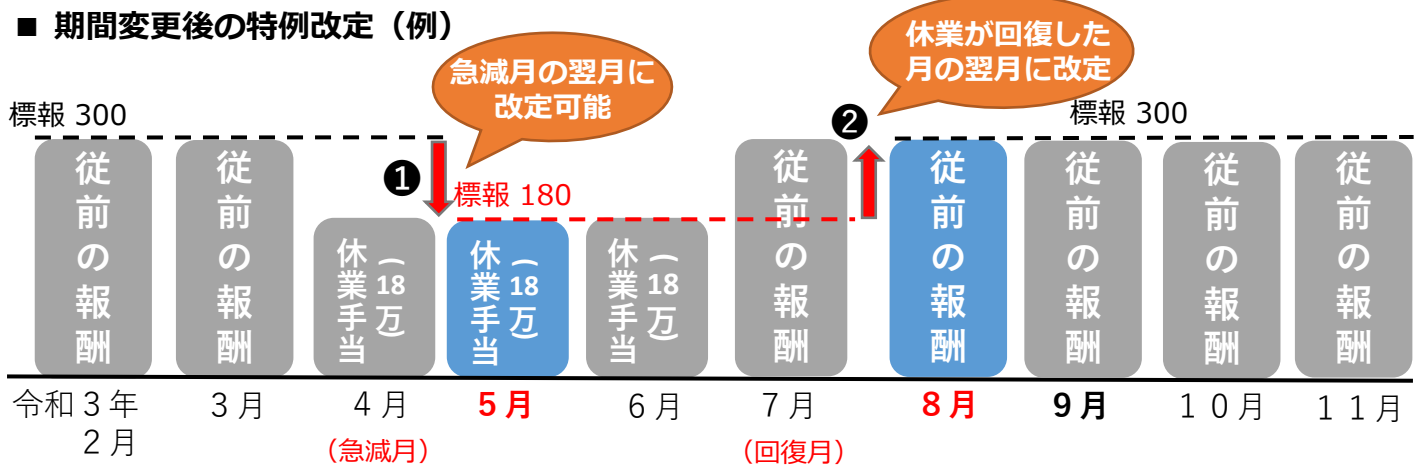 ■ 期間変更後の特例改定（例）
急減月の翌月に
改定可能
休業が回復した
月の翌月に改定
標報 300
❶
標報 180
❷
標報 300
従前の報酬
従前の報酬
休業手当
（18万）
休業手当
（18万）
休業手当
（18万）
従前の報酬
従前の報酬
従前の報酬
従前の報酬
従前の報酬
令和３年
２月
３月
４月
（急減月）
５月
６月
７月
（回復月）
８月
９月
１０月
１１月